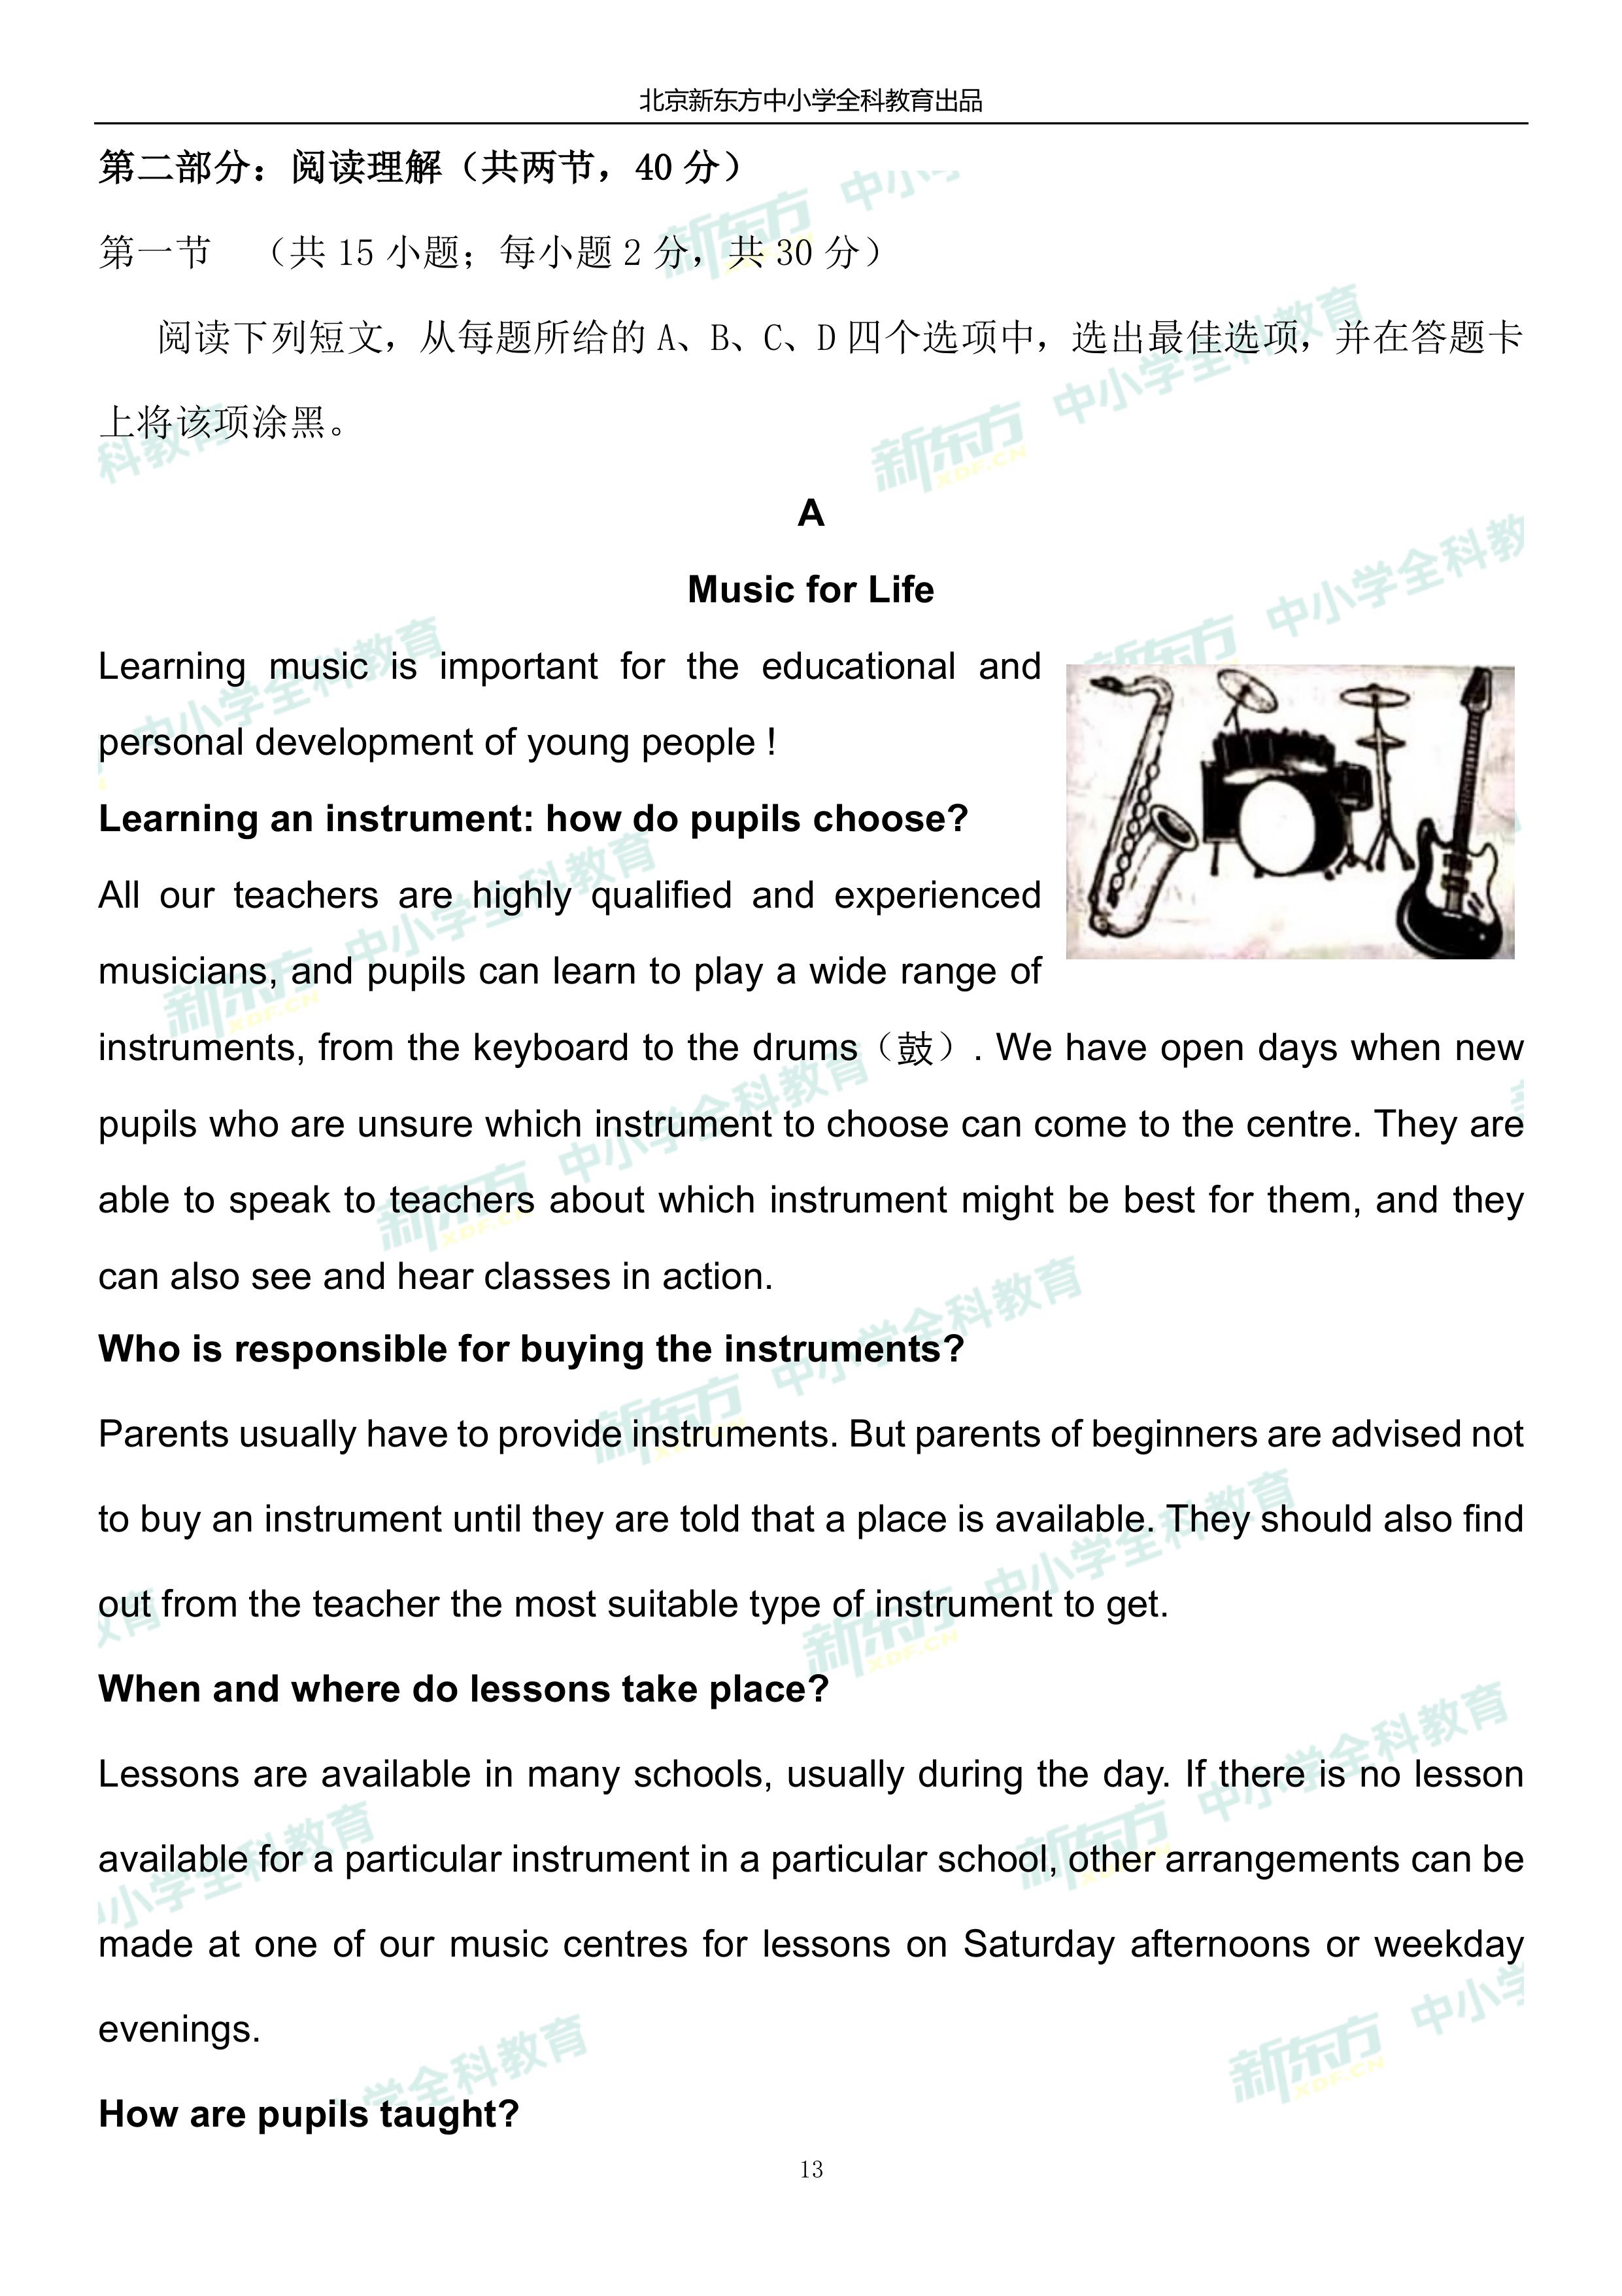 北京新东方中小学全科教育出品
第二部分：阅读理解（共两节，40 分）
第一节 （共 15 小题；每小题 2 分，共 30 分）
阅读下列短文，从每题所给的 A、B、C、D 四个选项中，选出最佳选项，并在答题卡
上将该项涂黑。
A
Music for Life
Learning music is important for the educational and
personal development of young people !
Learning an instrument: how do pupils choose?
All our teachers are highly qualified and experienced
musicians, and pupils can learn to play a wide range of
instruments, from the keyboard to the drums（鼓）. We have open days when new
pupils who are unsure which instrument to choose can come to the centre. They are
able to speak to teachers about which instrument might be best for them, and they
can also see and hear classes in action.
Who is responsible for buying the instruments?
Parents usually have to provide instruments. But parents of beginners are advised not
to buy an instrument until they are told that a place is available. They should also find
out from the teacher the most suitable type of instrument to get.
When and where do lessons take place?
Lessons are available in many schools, usually during the day. If there is no lesson
available for a particular instrument in a particular school, other arrangements can be
made at one of our music centres for lessons on Saturday afternoons or weekday
evenings.
How are pupils taught?
13
新东方 XDF.CN 中小学全科教育